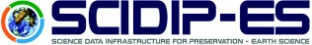 SCIDIP-ES
SCIENCE DATA INFRASTRUCTURE FOR PRESERVATION - EARTH SCIENCE